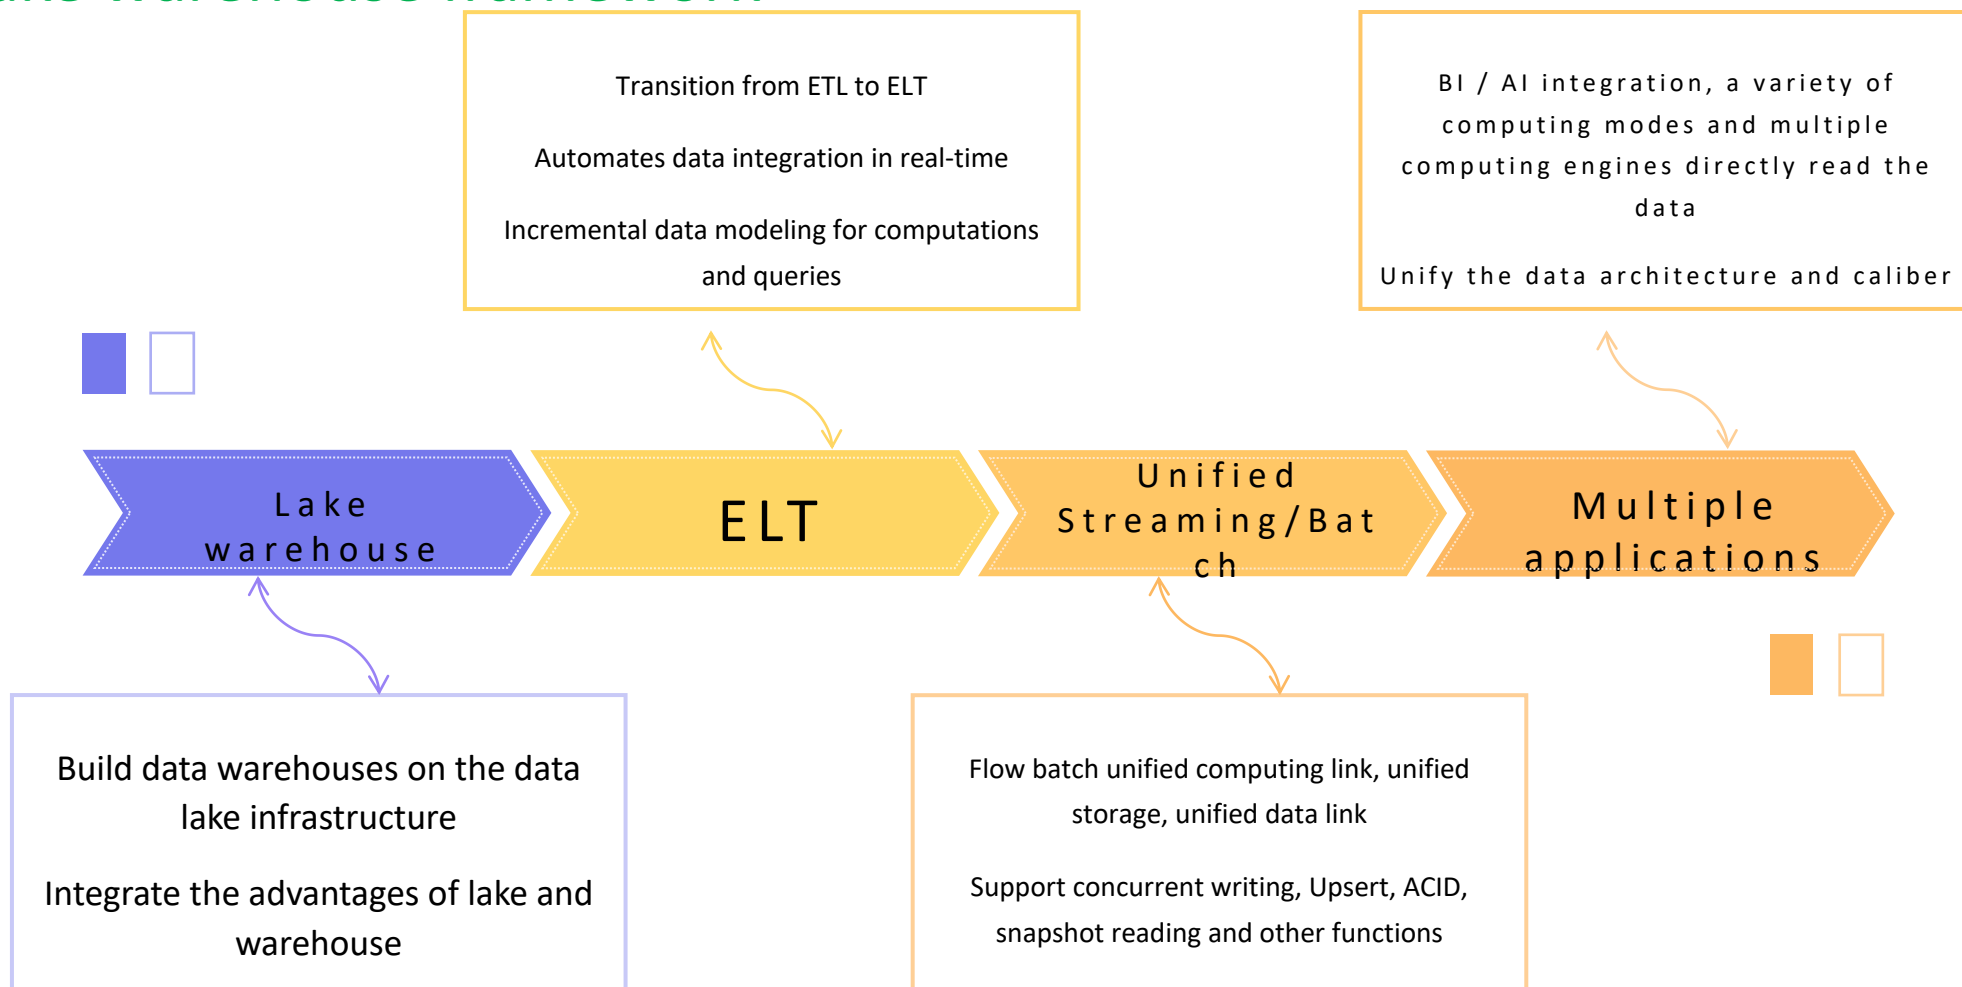 warehouse framework
Transition from ETL to ELT
Automates data integration in real-time
Incremental data modeling for computations
and queries
BI / AI integration, a variety of
computing modes and multiple
computing engines directly read the
data
Unify the data architecture and caliber
Lake
warehouse
ELT
Unified
Streaming/Bat
ch
Multiple
applications
Build data warehouses on the data
lake infrastructure
Integrate the advantages of lake and
warehouse
Flow batch unified computing link, unified
storage, unified data link
Support concurrent writing, Upsert, ACID,
snapshot reading and other functions